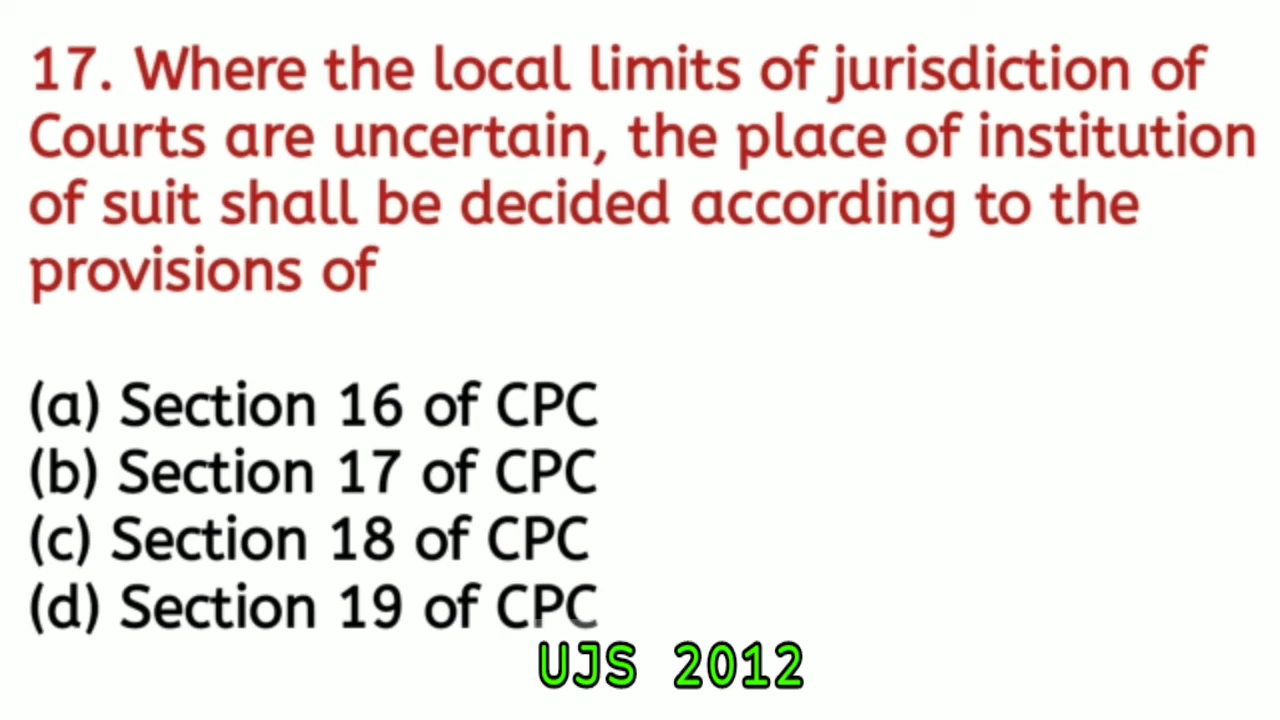 17. Where the local limits of jurisdiction of
Courts are uncertain, the place of institution
of suit shall be decided according to the
provisions of
(a) Section 16 of CPC
(b) Section 17 of CPC
(c) Section 18 of CPC
(d) Section 19 of CPC
UJS 2012